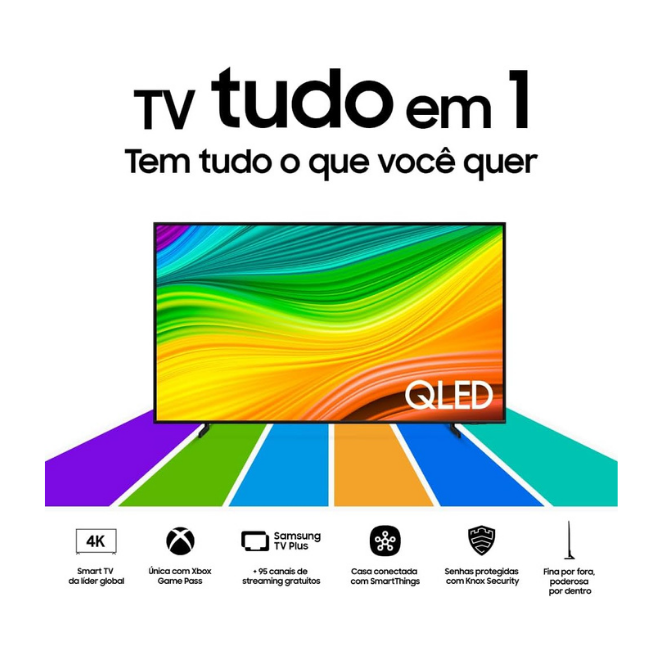 TV tudo em 1
Tem tudo o que você quer
QLED
4K
Smart TV
da líder global
Única com Xbox
Game Pass
Samsung
TV Plus
+95 canais de
streaming gratuitos
Casa conectada
com SmartThings
Senhas protegidas
com Knox Security
Fina por fora,
poderosa
por dentro